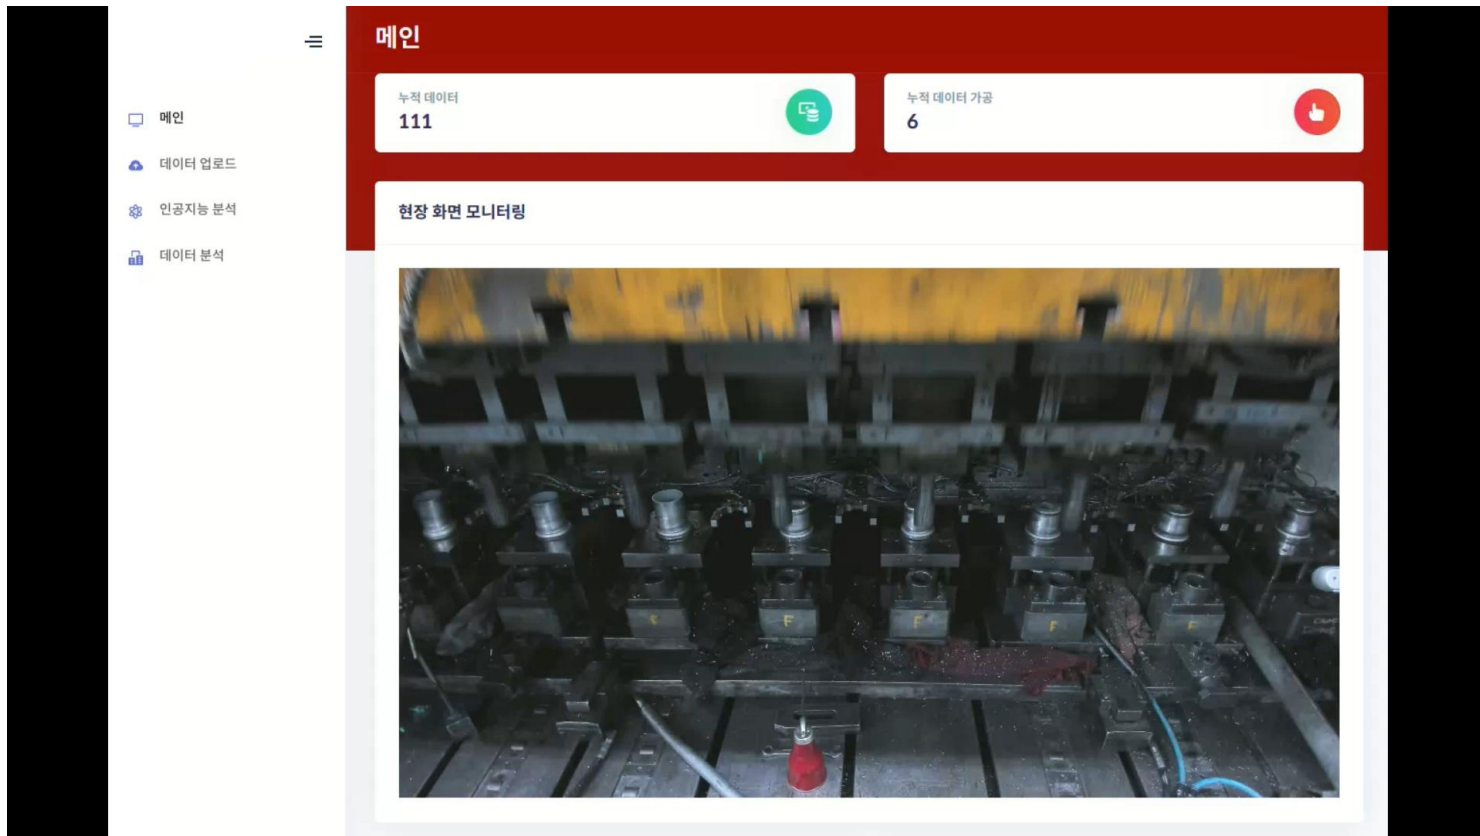 메인
메인
데이터 업로드
인공지능 분석
데이터 분석
누적 데이터
111
누적 데이터 가공
6
현장 화면 모니터링
F
F
F
F